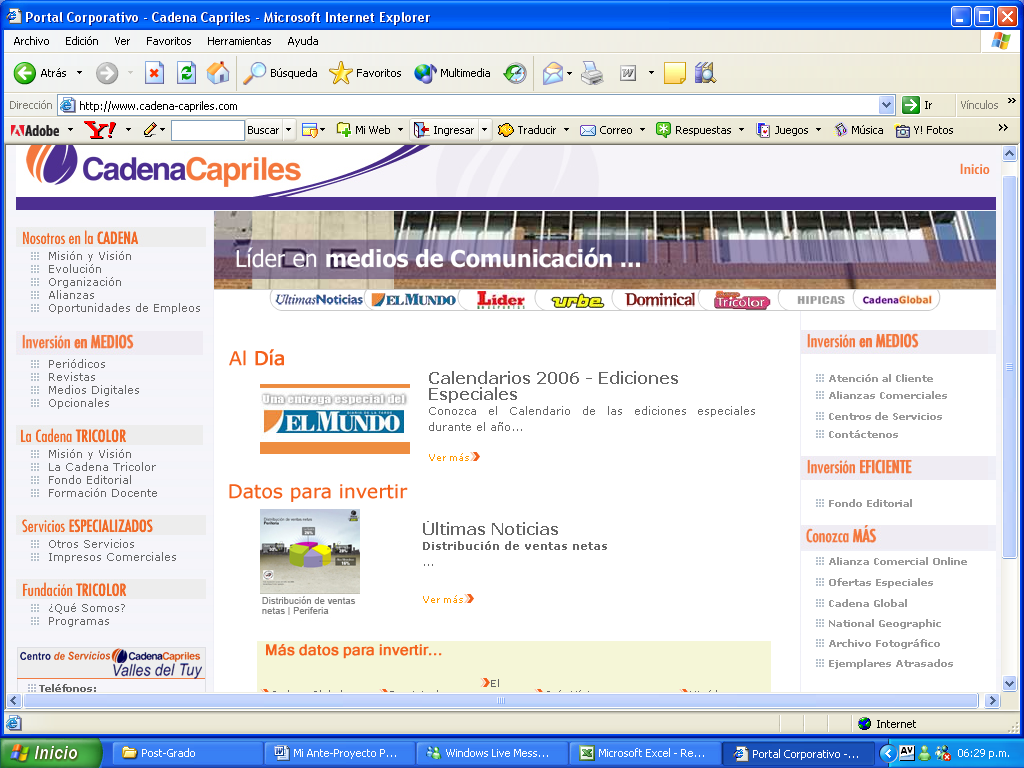 Portal Corporativo - Cadena Capriles - Microsoft Internet Explorer
Archivo Edición Ver Favoritos Herramientas Ayuda
Atrás Búsqueda Favoritos Multimedia
Dirección http://www.cadena-capriles.com Ir Vínculos
Adobe Y! Buscar Mi Web Ingresar Traducir Correo Respuestas Juegos Música Y! Fotos
CadenaCapriles
Inicio
Líder en medios de Comunicación ...
ÚltimasNoticias EL MUNDO Líder urbe Dominical Tricolor HIPICAS CadenaGlobal
Nosotros en la CADENA
Misión y Visión
Evolución
Organización
Alianzas
Oportunidades de Empleos
Inversión en MEDIOS
Periódicos
Revistas
Medios Digitales
Opcionales
La Cadena TRICOLOR
Misión y Visión
La Cadena Tricolor
Fondo Editorial
Formación Docente
Servicios ESPECIALIZADOS
Otros Servicios
Impresos Comerciales
Fundación TRICOLOR
¿Qué Somos?
Programas
Centro de Servicios CadenaCapriles
Valles del Tuy
Teléfonos:
Al Día
Una entrega especial del
EL MUNDO
Calendarios 2006 - Ediciones
Especiales
Conozca el Calendario de las ediciones especiales
durante el año...
Ver más
Datos para invertir
Distribución de ventas netas
Periferia
Distribución de ventas
netas | Periferia
Últimas Noticias
Distribución de ventas netas
...
Ver más
Más datos para invertir...
El
Inversión en MEDIOS
Atención al Cliente
Alianzas Comerciales
Centros de Servicios
Contáctenos
Inversión EFICIENTE
Fondo Editorial
Conozca MÁS
Alianza Comercial Online
Ofertas Especiales
Cadena Global
National Geographic
Archivo Fotográfico
Ejemplares Atrasados
Internet
Inicio Post-Grado Mi Ante-Proyecto P... Windows Live Mess... Microsoft Excel - Re... Portal Corporativo -... AV 06:29 p.m.